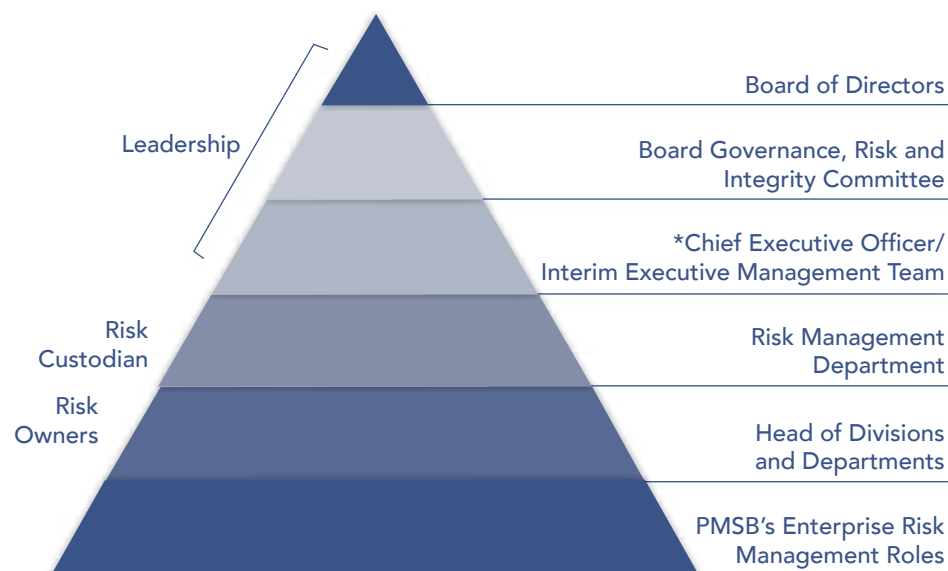 Board of Directors
Leadership
Board Governance, Risk and
Integrity Committee
*Chief Executive Officer/
Interim Executive Management Team
Risk
Custodian
Risk Management
Department
Risk
Owners
Head of Divisions
and Departments
PMSB's Enterprise Risk
Management Roles